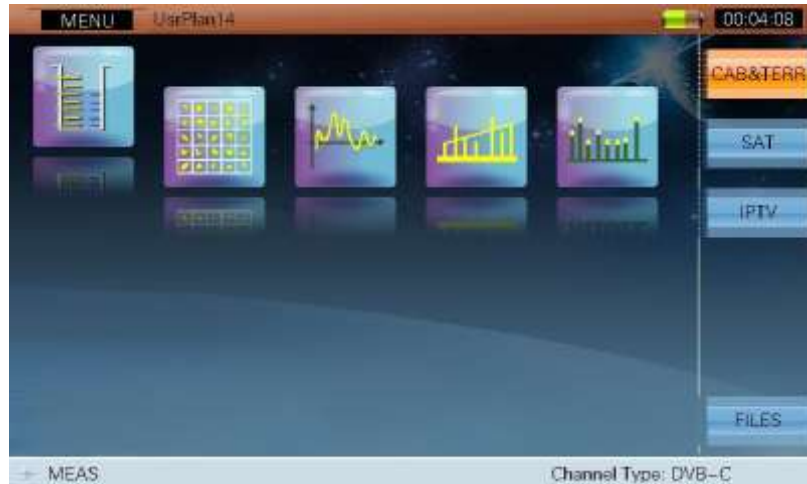 MENU UsrPlan14 00:04:08
CAB&TERR
SAT
IPTV
FILES
MEAS Channel Type: DVB-C